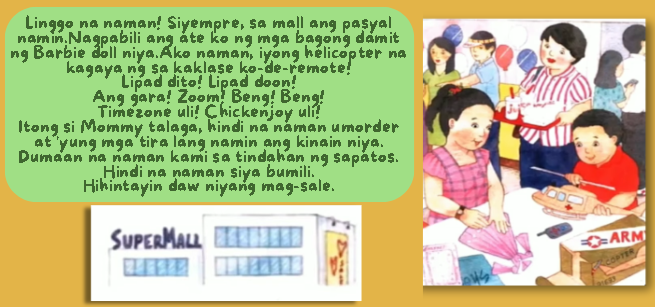 Linggo na naman! Siyempre, sa mall ang pasyal
namin.Nagpabili ang ate ko ng mga bagong damit
ng Barbie doll niya.Ako naman, iyong helicopter na
kagaya ng sa kaklase ko-de-remote!
Lipad dito! Lipad doon!
Ang gara! Zoom! Beng! Beng!
Timezone uli! Chickenjoy uli!
Itong si Mommy talaga, hindi na naman umorder
at 'yung mga tira lang namin ang kinain niya.
Dumaan na naman kami sa tindahan ng sapatos.
Hindi na naman siya bumili.
Hihintayin daw niyang mag-sale.
SUPERMALL
ARM